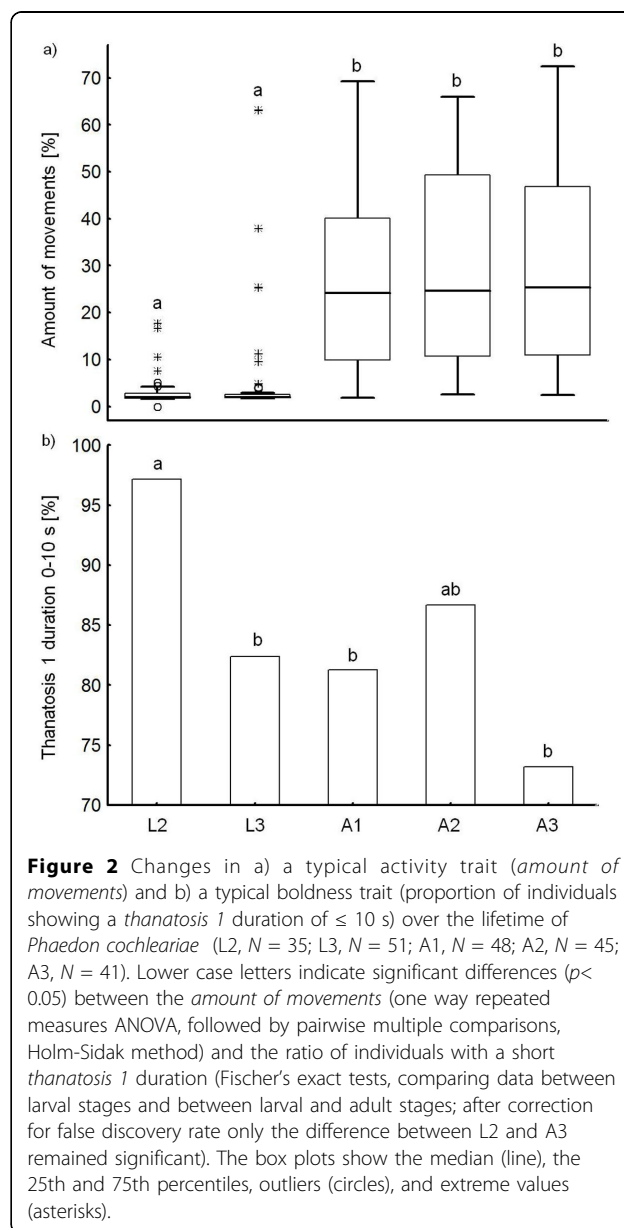 a)
Amount of movements [%]
70
60
50
40
30
20
10
0
a
a
b
b
b
b)
Thanatosis 1 duration 0-10 s [%]
100
95
90
85
80
75
70
a
b
b
ab
b
L2 L3 A1 A2 A3
Figure 2 Changes in a) a typical activity trait (amount of
movements) and b) a typical boldness trait (proportion of individuals
showing a thanatosis 1 duration of ≤ 10 s) over the lifetime of
Phaedon cochleariae (L2, N = 35; L3, N = 51; A1, N = 48; A2, N = 45;
A3, N = 41). Lower case letters indicate significant differences (p<
0.05) between the amount of movements (one way repeated
measures ANOVA, followed by pairwise multiple comparisons,
Holm-Sidak method) and the ratio of individuals with a short
thanatosis 1 duration (Fischer's exact tests, comparing data between
larval stages and between larval and adult stages; after correction
for false discovery rate only the difference between L2 and A3
remained significant). The box plots show the median (line), the
25th and 75th percentiles, outliers (circles), and extreme values
(asterisks).